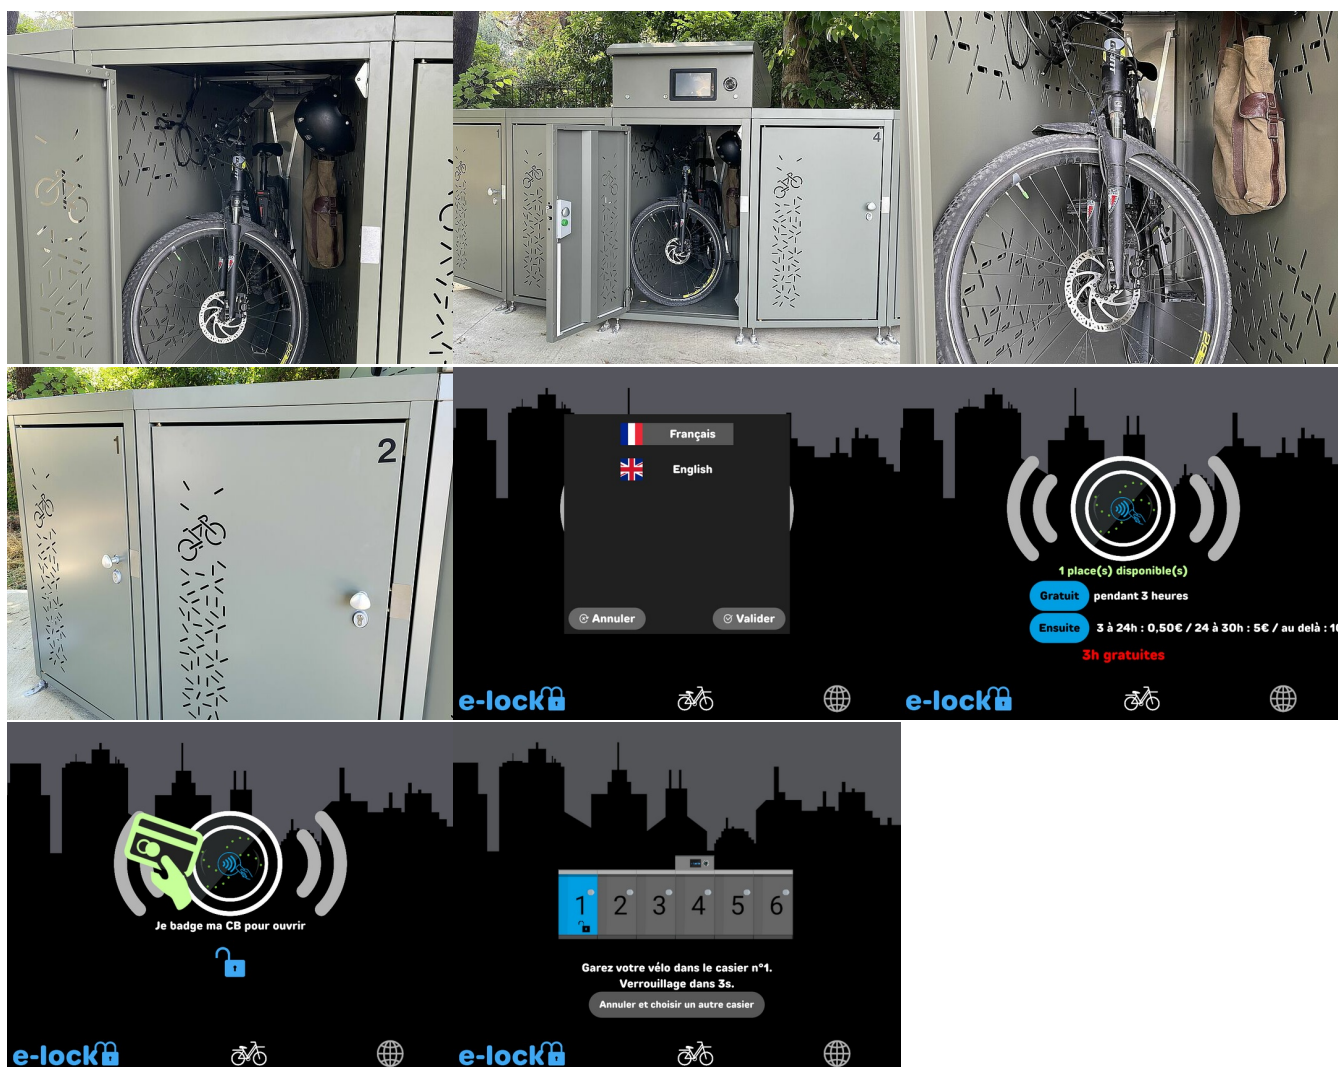 1
4
1
2
Français
English
Annuler
Valider
e-lock
1 place(s) disponible(s)
Gratuit pendant 3 heures
Ensuite 3 à 24h : 0,50€ / 24 à 30h : 5€ / au delà : 10
3h gratuites
e-lock
Je badge ma CB pour ouvrir
e-lock
1 2 3 4 5 6
Garez votre vélo dans le casier n°1.
Verrouillage dans 3s.
Annuler et choisir un autre casier
e-lock